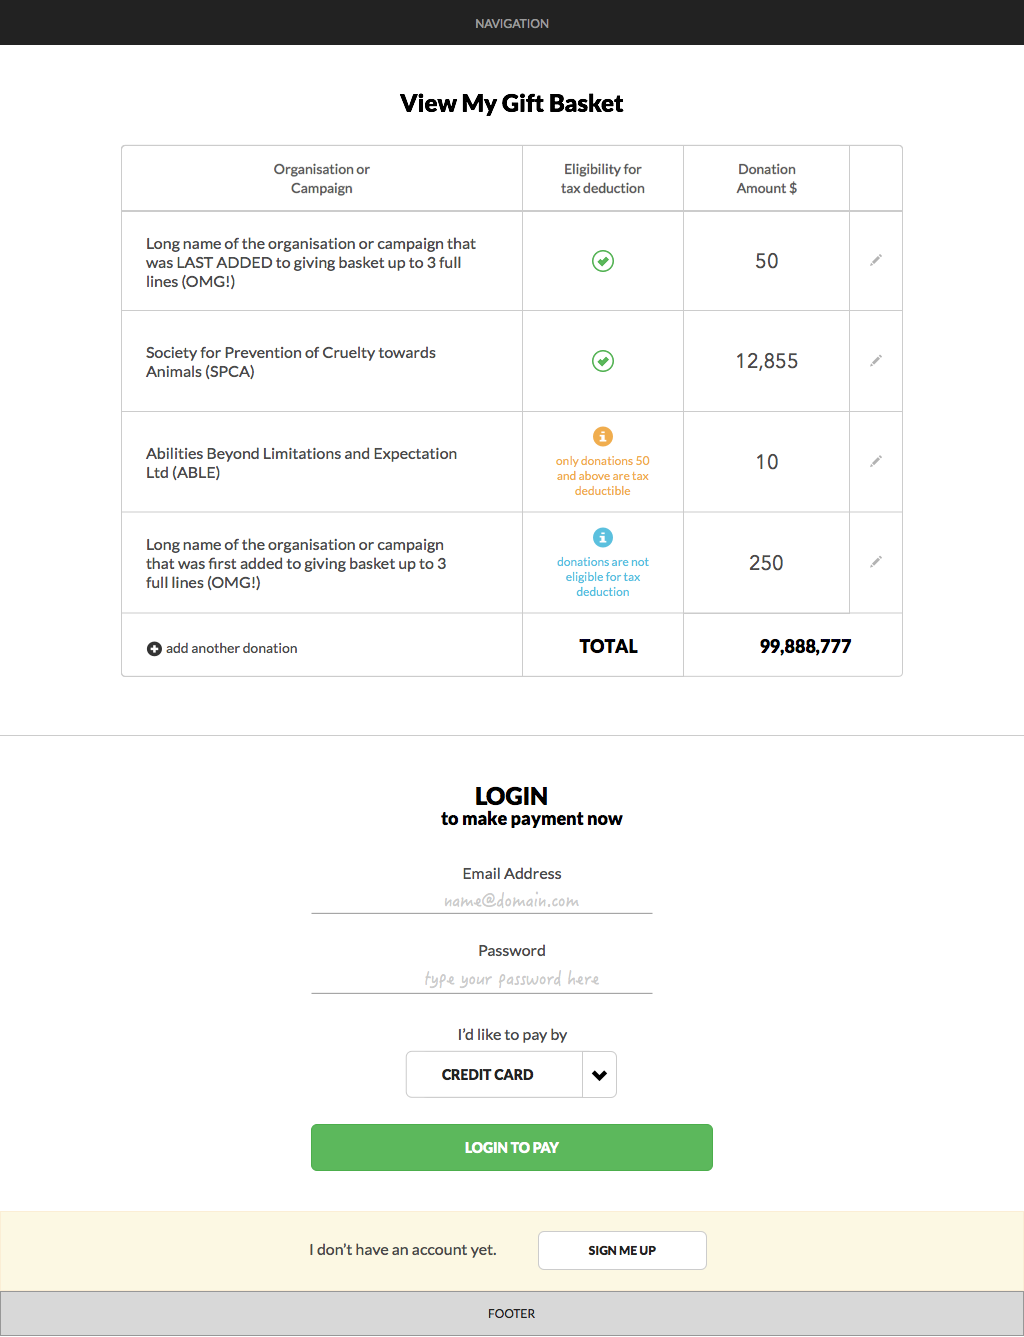 NAVIGATION
View My Gift Basket
Organisation or
Campaign
Eligibility for
tax deduction
Donation
Amount $
Long name of the organisation or campaign that
was LAST ADDED to giving basket up to 3 full
lines (OMG!)
50
Society for Prevention of Cruelty towards
Animals (SPCA)
12,855
Abilities Beyond Limitations and Expectation
Ltd (ABLE)
only donations 50
and above are tax
deductible
10
Long name of the organisation or campaign
that was first added to giving basket up to 3
full lines (OMG!)
donations are not
eligible for tax
deduction
250
add another donation
TOTAL
99,888,777
LOGIN
to make payment now
Email Address
name@domain.com
Password
type your password here
I’d like to pay by
CREDIT CARD
LOGIN TO PAY
I don’t have an account yet.
SIGN ME UP
FOOTER